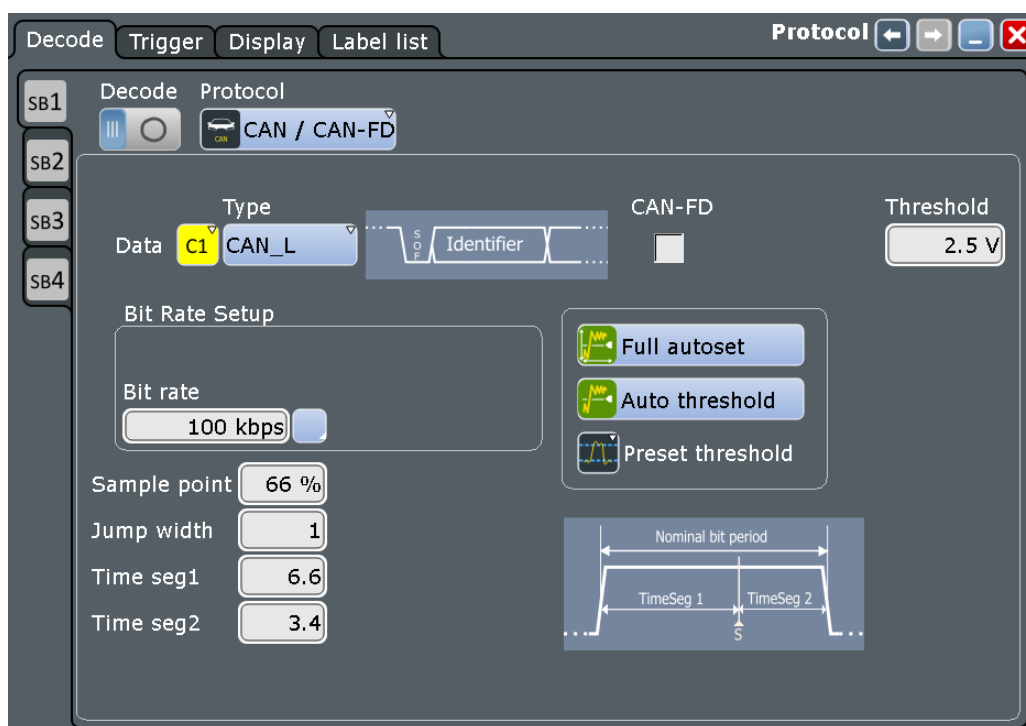 Decode Trigger Display Label list Protocol
SB1
SB2
SB3
SB4
Decode Protocol
CAN CAN / CAN-FD
Type CAN-FD Threshold
Data C1 CAN_L SOF Identifier 2.5 V
Bit Rate Setup
Bit rate
100 kbps
Full autoset
Auto threshold
Preset threshold
Sample point 66 %
Jump width 1
Time seg1 6.6
Time seg2 3.4
Nominal bit period
TimeSeg 1 TimeSeg 2
S